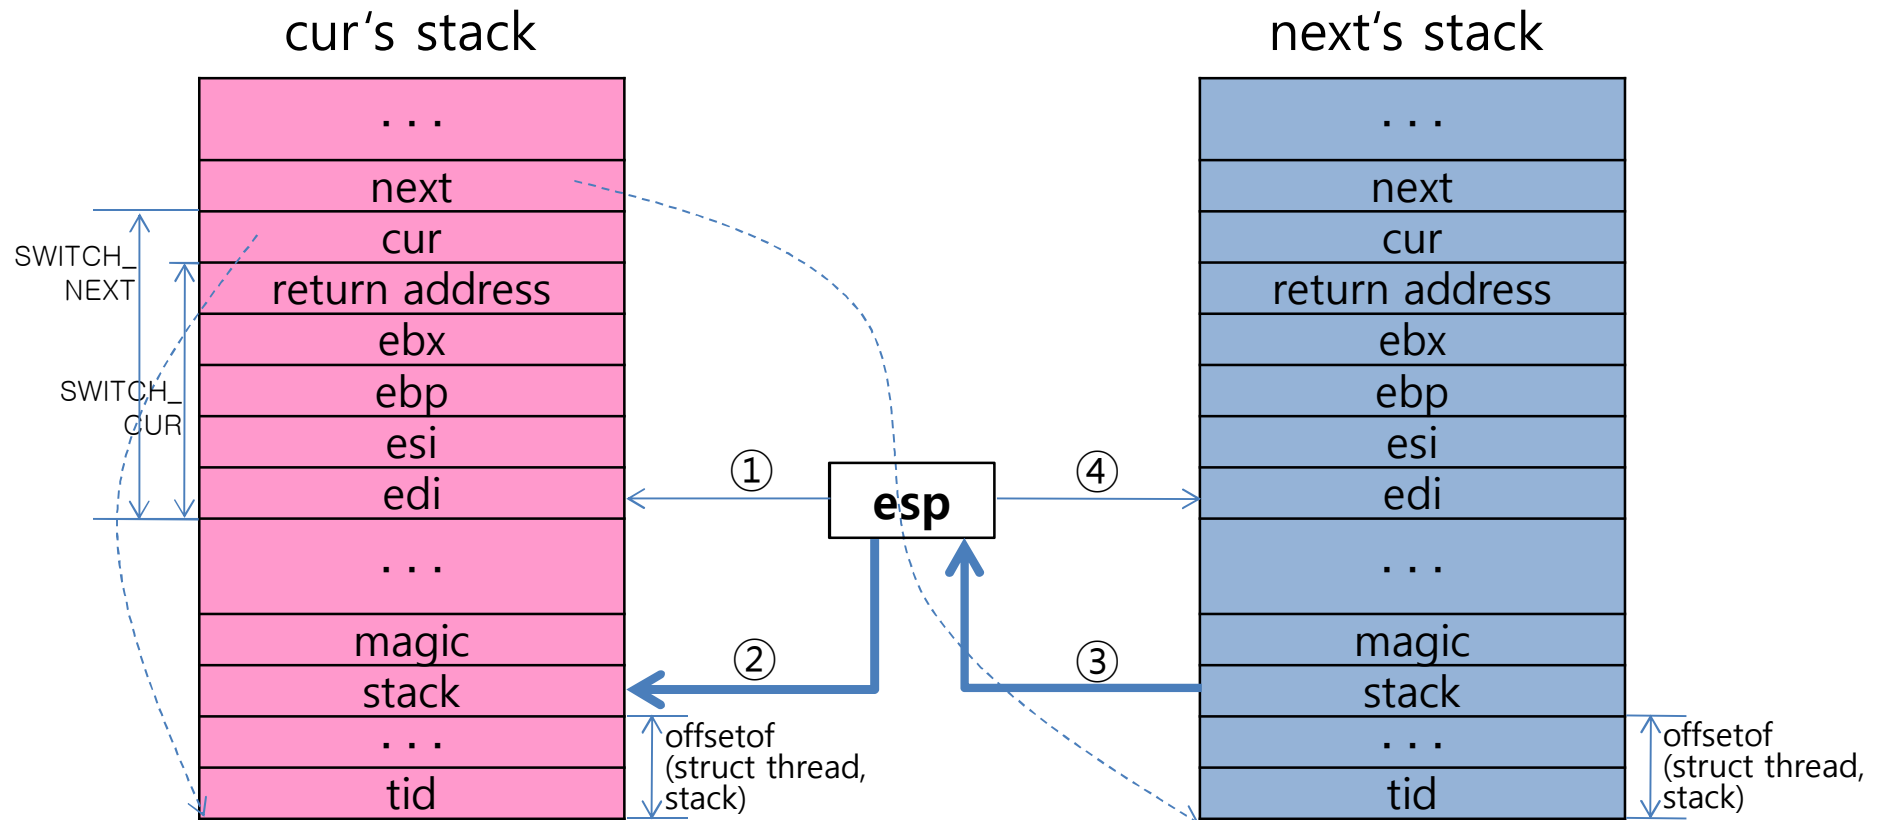 cur‘s stack
next‘s stack
. . .
next
cur
return address
ebx
ebp
esi
edi
. . .
magic
stack
. . .
tid
SWITCH_
NEXT
SWITCH_
CUR
①
②
esp
④
③
offsetof
(struct thread,
stack)
. . .
next
cur
return address
ebx
ebp
esi
edi
. . .
magic
stack
. . .
tid
offsetof
(struct thread,
stack)